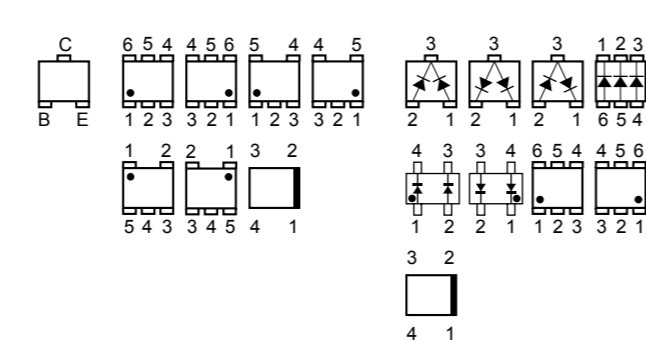 C 6 5 4 4 5 6 5 4 4 5 3 3 3 1 2 3
B E 1 2 3 3 2 1 1 2 3 3 2 1 2 1 2 1 2 1 6 5 4
1 2 2 1 3 2 4 3 3 4 6 5 4 4 5 6
5 4 3 3 4 5 4 1 1 2 2 1 1 2 3 3 2 1
3 2
4 1